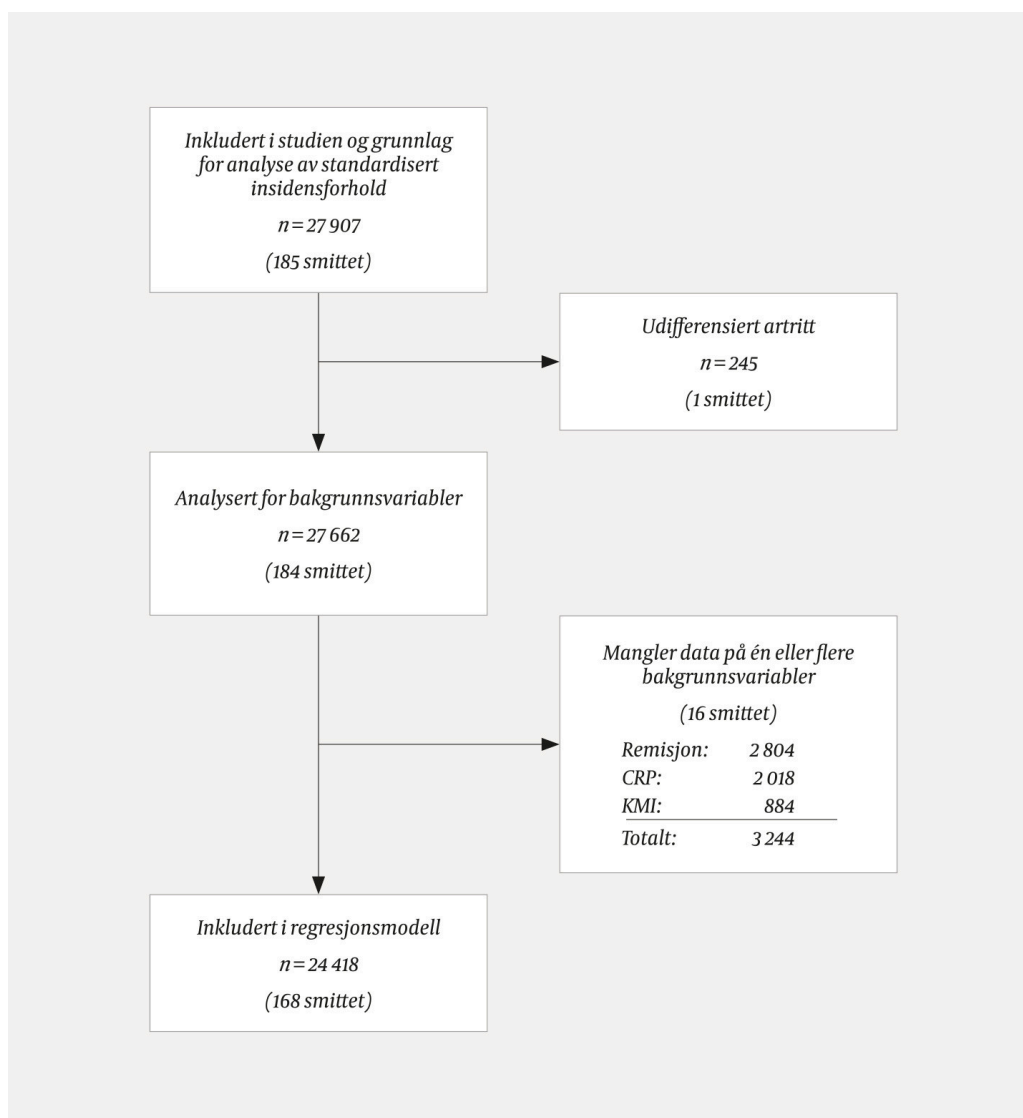 Inkludert i studien og grunnlag
for analyse av standardisert
insidensforhold
n = 27 907
(185 smittet)
Udifferensiert artritt
n = 245
(1 smittet)
Analysert for bakgrunnsvariabler
n = 27 662
(184 smittet)
Mangler data på én eller flere
bakgrunnsvariabler
(16 smittet)
Remisjon: 2 804
CRP: 2 018
KMI: 884
Totalt: 3 244
Inkludert i regresjonsmodell
n = 24 418
(168 smittet)